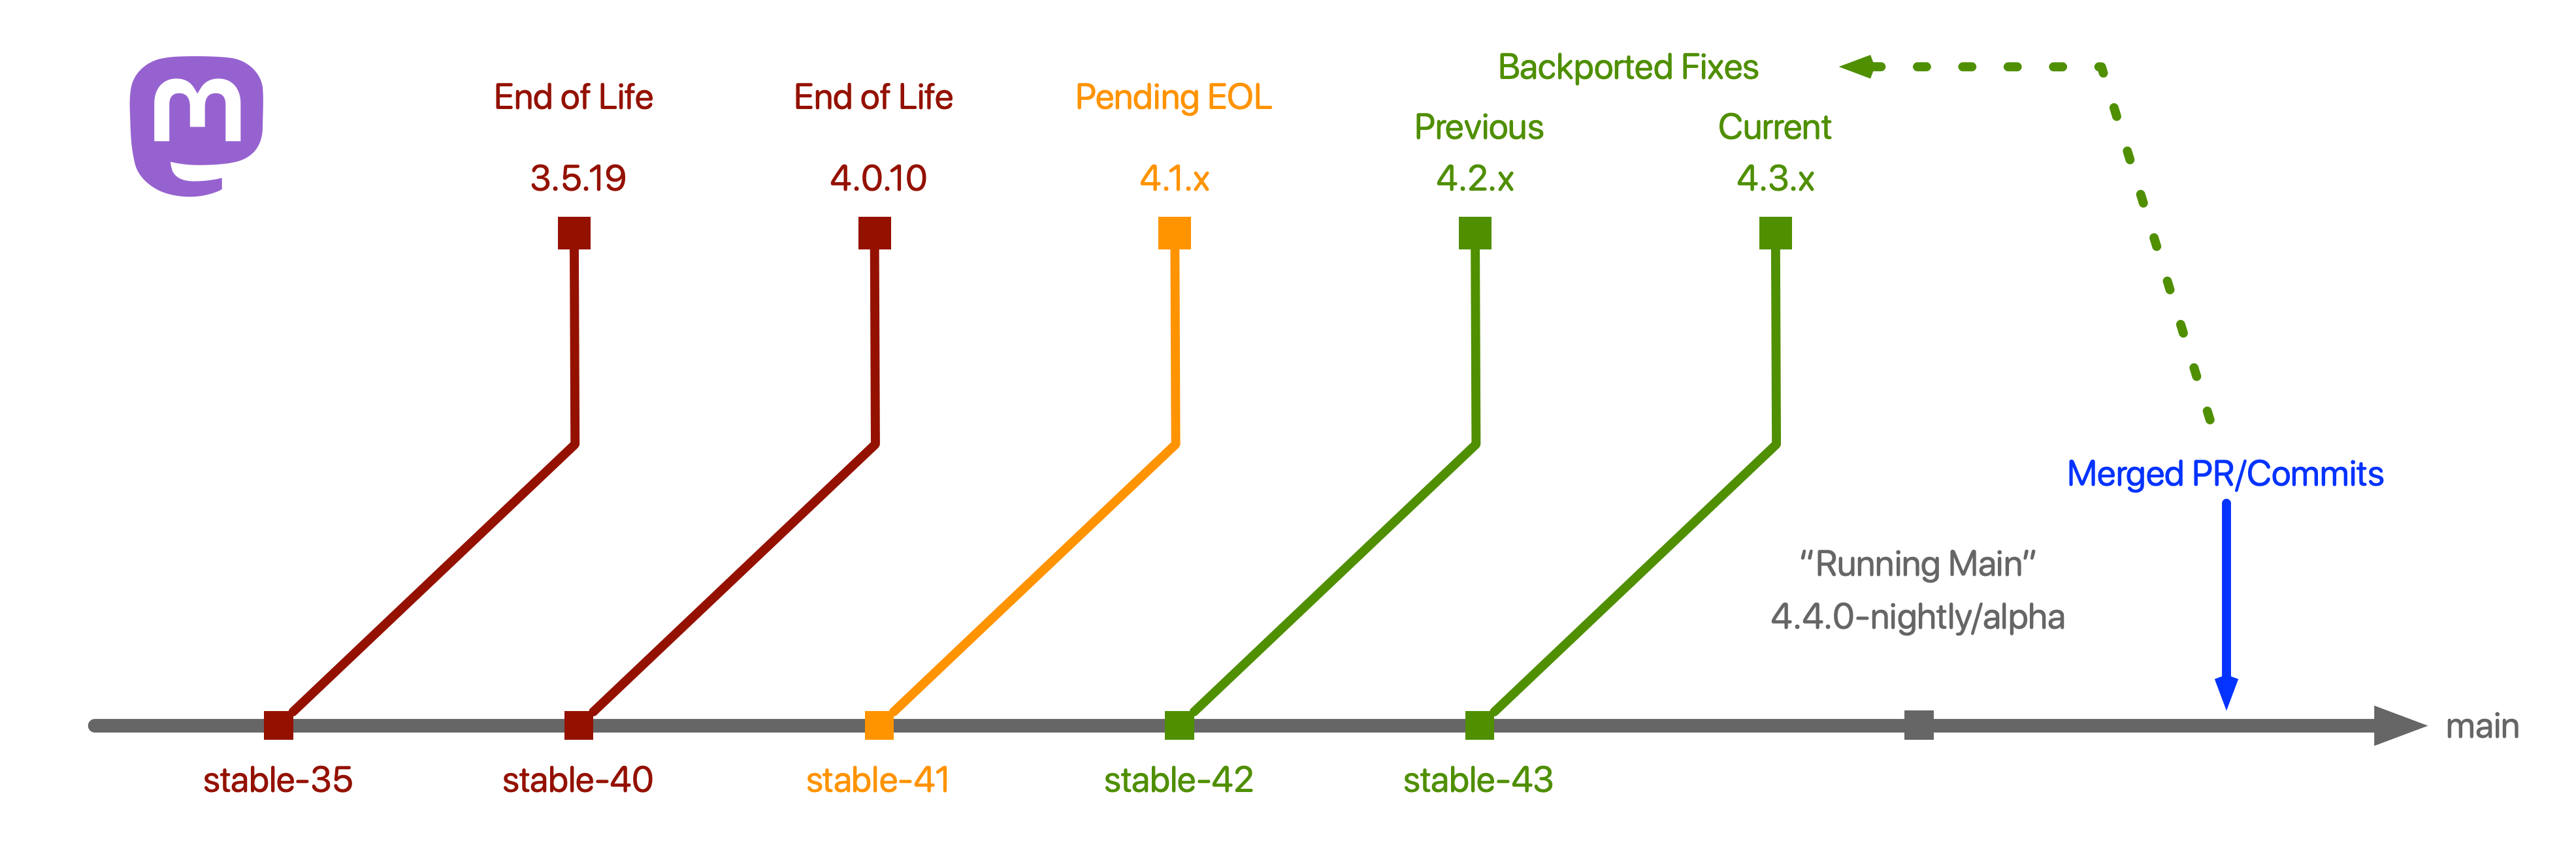 End of Life
3.5.19
End of Life
4.0.10
Pending EOL
4.1.x
Backported Fixes
Previous
4.2.x
Current
4.3.x
Merged PR/Commits
“Running Main”
4.4.0-nightly/alpha
main
stable-35
stable-40
stable-41
stable-42
stable-43